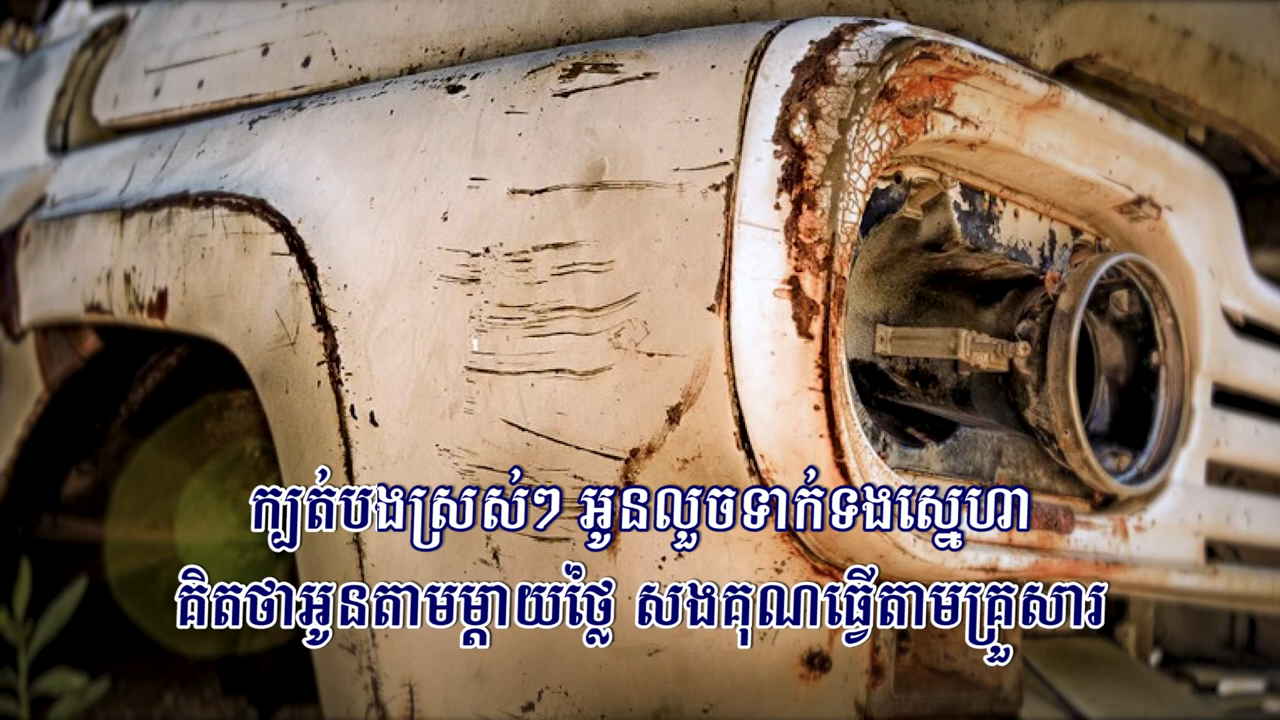 ក្បត់បងស្រស់ៗ អូនលួចទាក់ទងស្នេហា
គិតថាអូនតាមម្ដាយថ្លៃ សងគុណធ្វើតាមគ្រួសារ